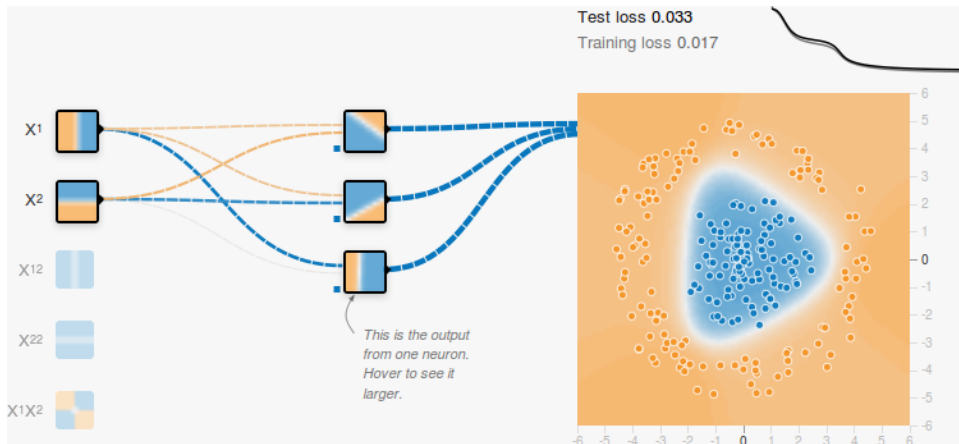 Test loss 0.033
Training loss 0.017
X1
X2
X12
X22
X1X2
This is the output
from one neuron.
Hover to see it
larger.
6
5
4
3
2
1
0
-1
-2
-3
-4
-5
-6
-6 -5 -4 -3 -2 -1 0 1 2 3 4 5 6